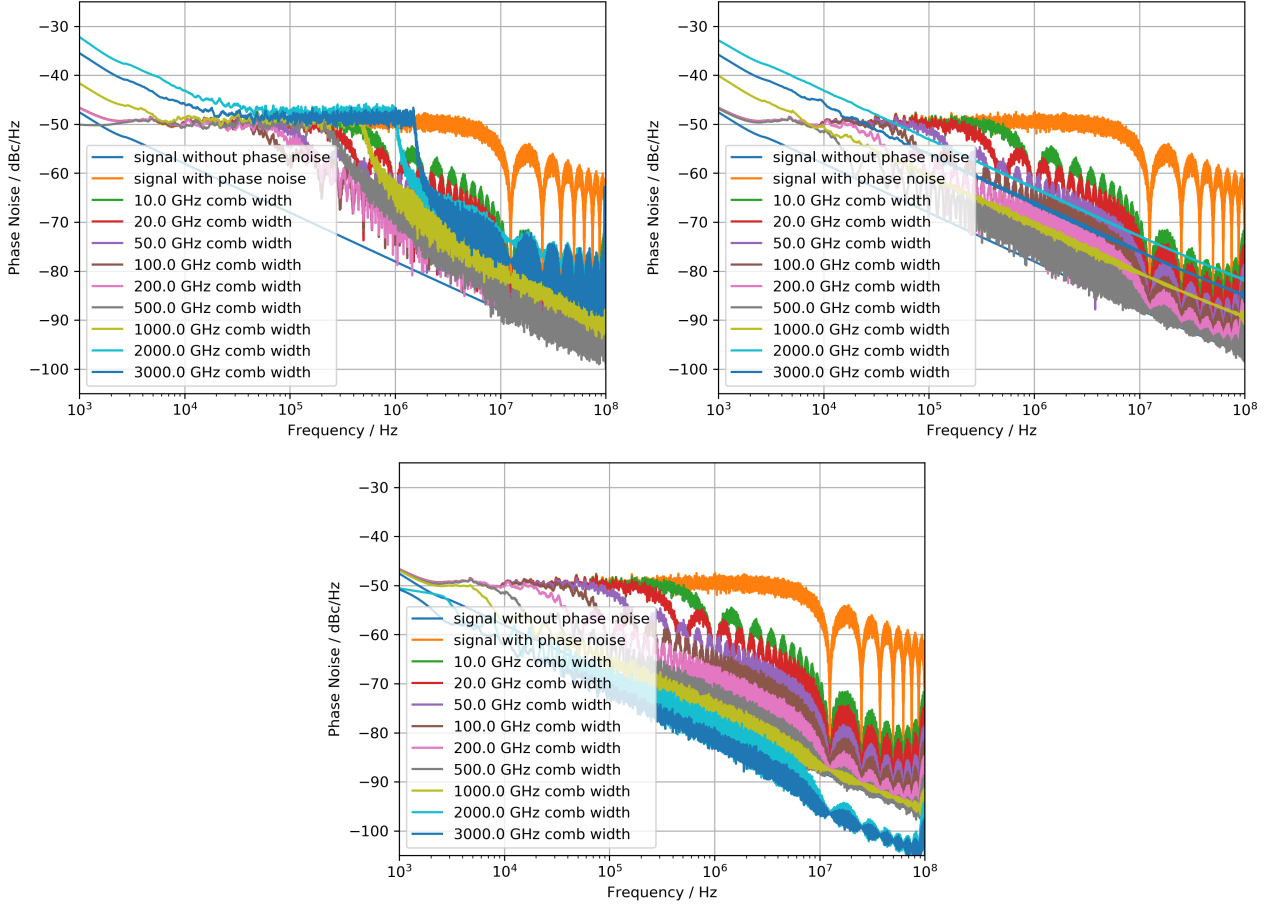 −30
−40
−50
−60
−70
−80
−90
−100
Phase Noise / dBc/Hz
signal without phase noise
signal with phase noise
10.0 GHz comb width
20.0 GHz comb width
50.0 GHz comb width
100.0 GHz comb width
200.0 GHz comb width
500.0 GHz comb width
1000.0 GHz comb width
2000.0 GHz comb width
3000.0 GHz comb width
10³ 10⁴ 10⁵ 10⁶ 10⁷ 10⁸
Frequency / Hz
−30
−40
−50
−60
−70
−80
−90
−100
Phase Noise / dBc/Hz
signal without phase noise
signal with phase noise
10.0 GHz comb width
20.0 GHz comb width
50.0 GHz comb width
100.0 GHz comb width
200.0 GHz comb width
500.0 GHz comb width
1000.0 GHz comb width
2000.0 GHz comb width
3000.0 GHz comb width
10³ 10⁴ 10⁵ 10⁶ 10⁷ 10⁸
Frequency / Hz
−30
−40
−50
−60
−70
−80
−90
−100
Phase Noise / dBc/Hz
signal without phase noise
signal with phase noise
10.0 GHz comb width
20.0 GHz comb width
50.0 GHz comb width
100.0 GHz comb width
200.0 GHz comb width
500.0 GHz comb width
1000.0 GHz comb width
2000.0 GHz comb width
3000.0 GHz comb width
10³ 10⁴ 10⁵ 10⁶ 10⁷ 10⁸
Frequency / Hz